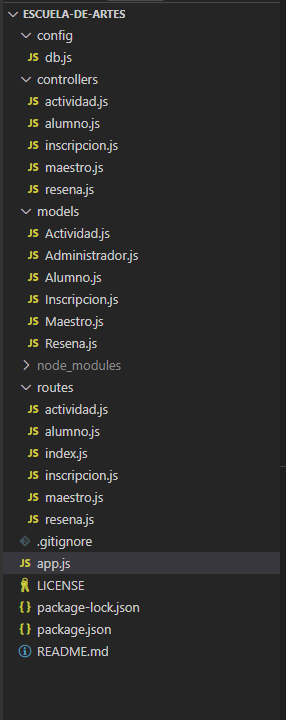 ESCUELA-DE-ARTES
config
JS db.js
controllers
JS actividad.js
JS alumno.js
JS inscripcion.js
JS maestro.js
JS resena.js
models
JS Actividad.js
JS Administrador.js
JS Alumno.js
JS Inscripcion.js
JS Maestro.js
JS Resena.js
node_modules
routes
JS actividad.js
JS alumno.js
JS index.js
JS inscripcion.js
JS maestro.js
JS resena.js
.gitignore
JS app.js
LICENSE
{} package-lock.json
{} package.json
README.md